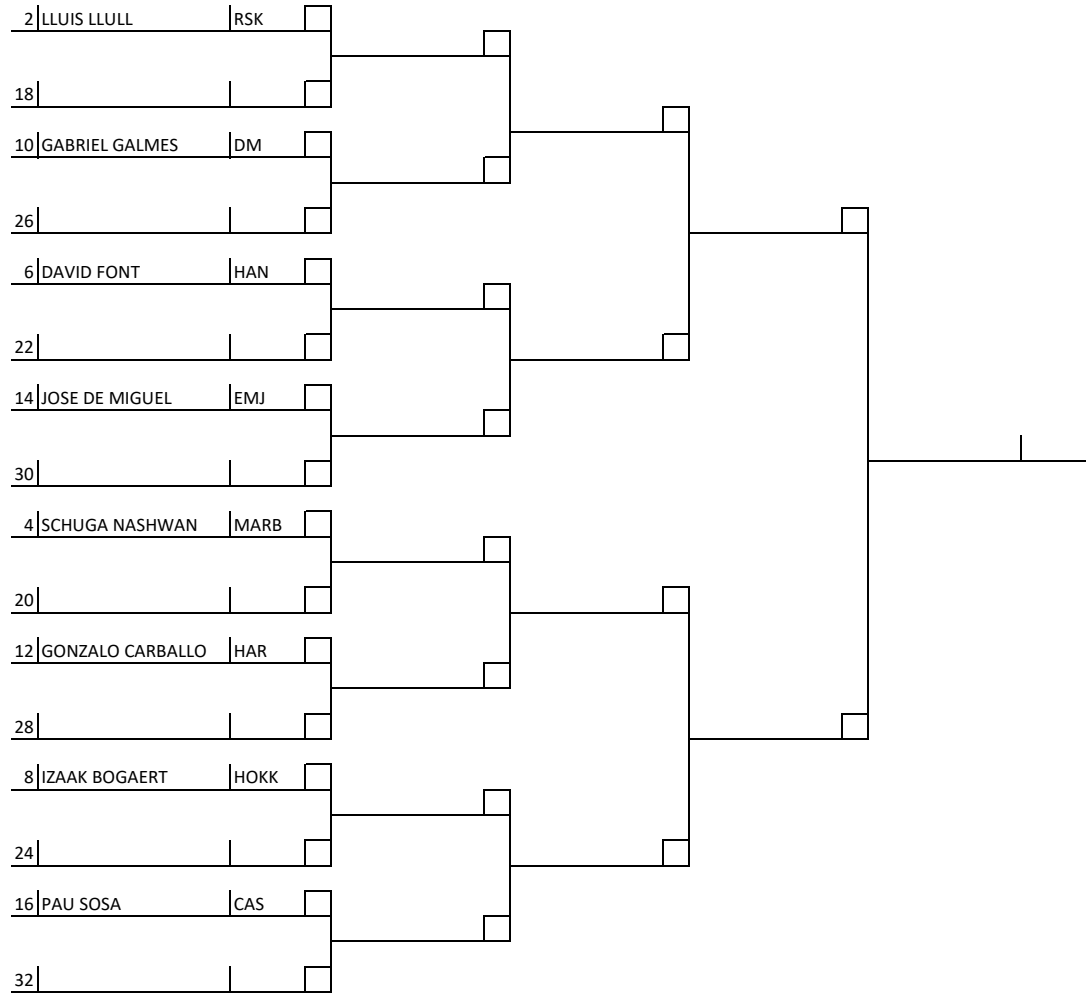 2 LLUIS LLULL RSK
18
10 GABRIEL GALMES DM
26
6 DAVID FONT HAN
22
14 JOSE DE MIGUEL EMJ
30
4 SCHUGA NASHWAN MARB
20
12 GONZALO CARBALLO HAR
28
8 IZAAK BOGAERT HOKK
24
16 PAU SOSA CAS
32